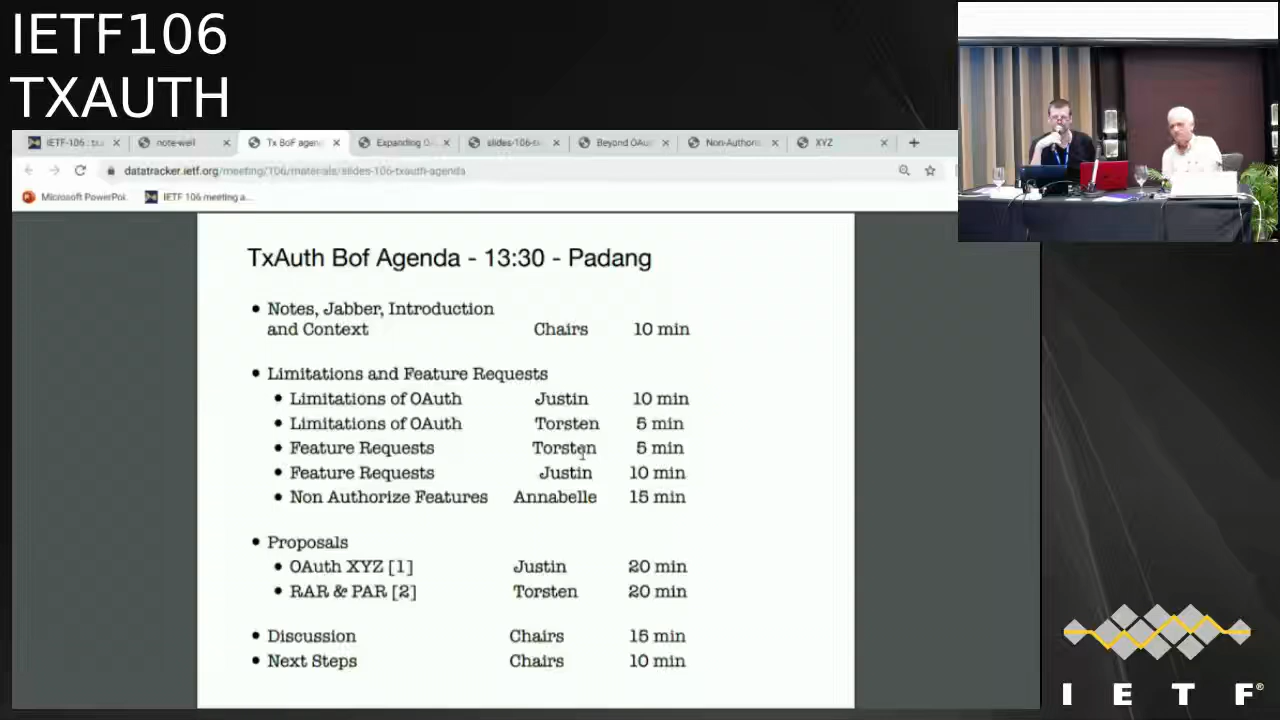 IETF106
TXAUTH
IETF-106 : tx
note-well
Tx BoF agen
Expanding O
slides-106-tx
Beyond OAu
Non-Authori
XYZ
datatracker.ietf.org/meeting/106/materials/slides-106-txauth-agenda
Microsoft PowerPoi.
IETF 106 meeting a...
TxAuth Bof Agenda - 13:30 - Padang
• Notes, Jabber, Introduction
and Context Chairs 10 min
• Limitations and Feature Requests
• Limitations of OAuth Justin 10 min
• Limitations of OAuth Torsten 5 min
• Feature Requests Torsten 5 min
• Feature Requests Justin 10 min
• Non Authorize Features Annabelle 15 min
• Proposals
• OAuth XYZ [1] Justin 20 min
• RAR & PAR [2] Torsten 20 min
• Discussion Chairs 15 min
• Next Steps Chairs 10 min
I E T F®